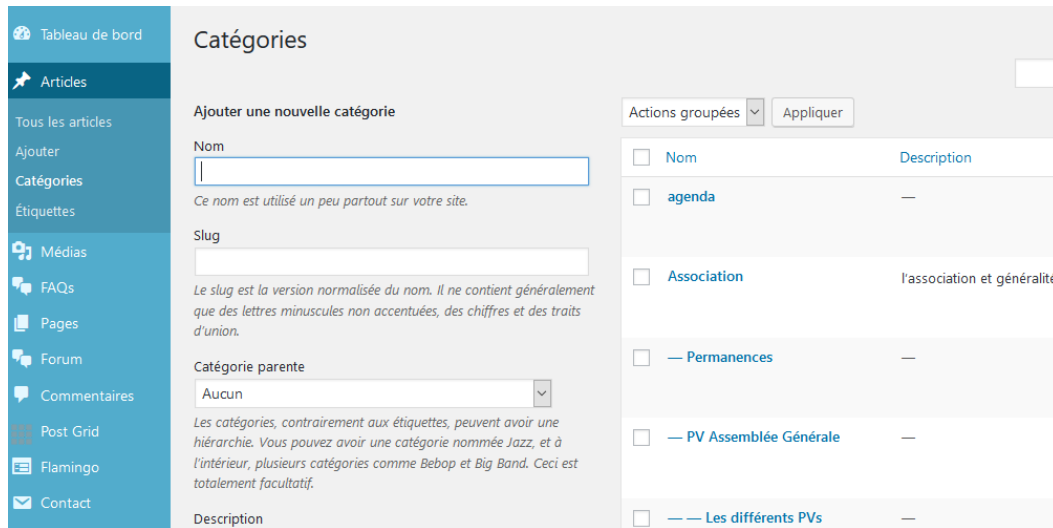 Tableau de bord
Articles
Tous les articles
Ajouter
Catégories
Étiquettes
Médias
FAQs
Pages
Forum
Commentaires
Post Grid
Flamingo
Contact
Catégories
Ajouter une nouvelle catégorie
Nom
Ce nom est utilisé un peu partout sur votre site.
Slug
Le slug est la version normalisée du nom. Il ne contient généralement
que des lettres minuscules non accentuées, des chiffres et des traits
d'union.
Catégorie parente
Aucun
Les catégories, contrairement aux étiquettes, peuvent avoir une
hiérarchie. Vous pouvez avoir une catégorie nommée Jazz, et à
l'intérieur, plusieurs catégories comme Bebop et Big Band. Ceci est
totalement facultatif.
Description
Actions groupées Appliquer
Nom Description
agenda —
Association l'association et généralité
— Permanences —
— PV Assemblée Générale —
— — Les différents PVs —